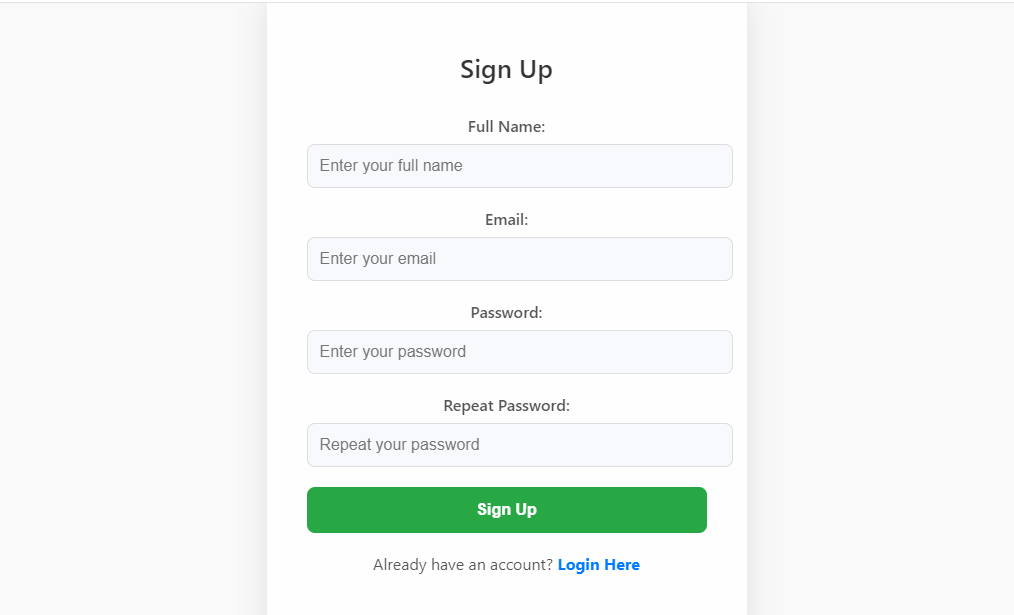 Sign Up
Full Name:
Enter your full name
Email:
Enter your email
Password:
Enter your password
Repeat Password:
Repeat your password
Sign Up
Already have an account? Login Here